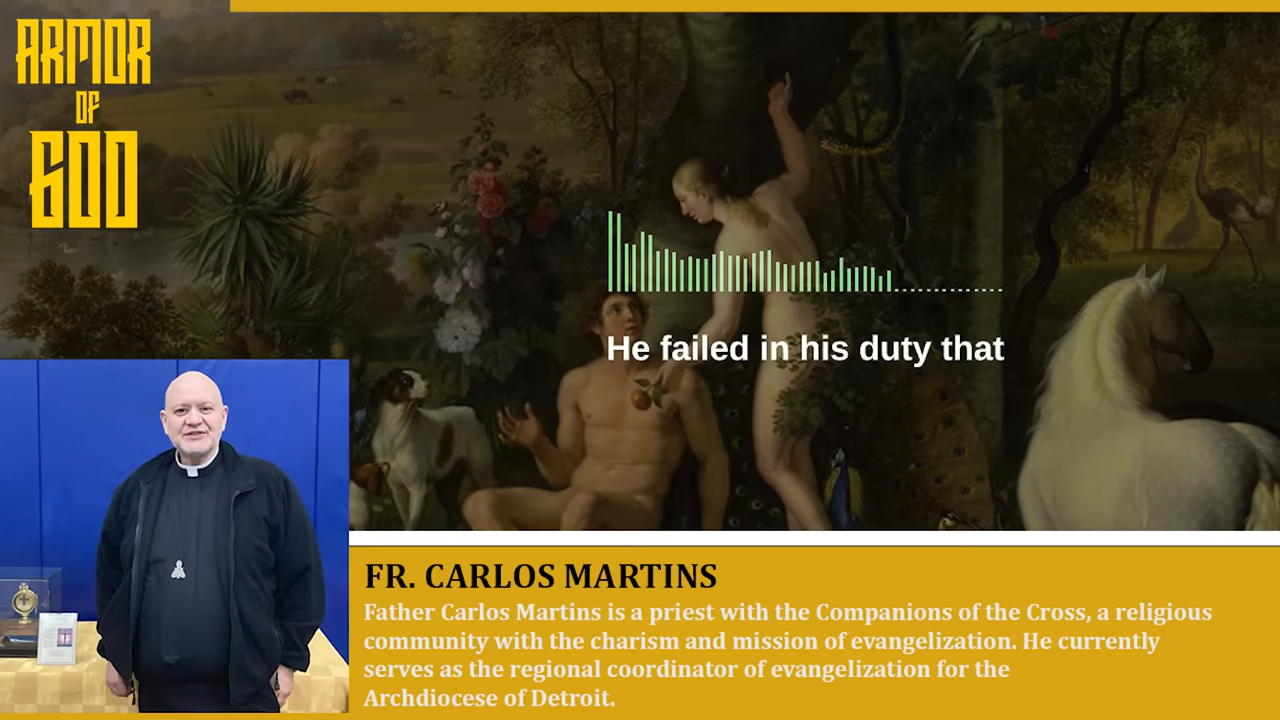 ARMOR
OF
GOD
He failed in his duty that
FR. CARLOS MARTINS
Father Carlos Martins is a priest with the Companions of the Cross, a religious
community with the charism and mission of evangelization. He currently
serves as the regional coordinator of evangelization for the
Archdiocese of Detroit.